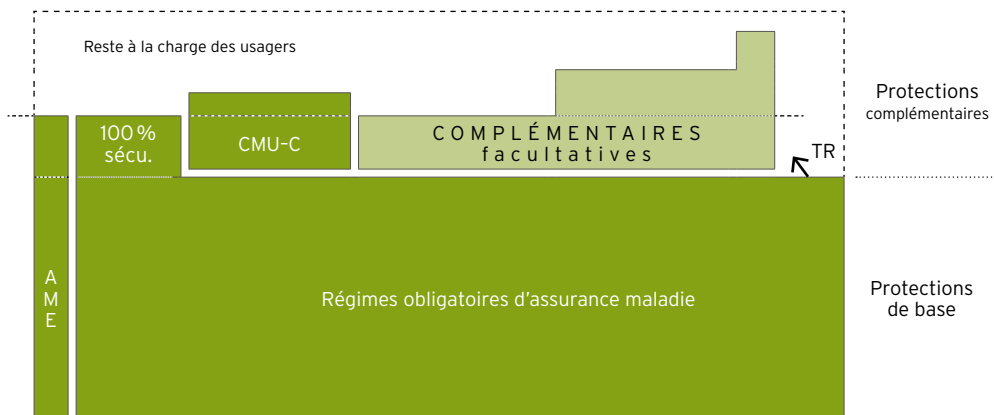 Reste à la charge des usagers
Protections
complémentaires
100 %
sécu.
CMU-C
COMPLÉMENTAIRES
facultatives
TR
A
M
E
Régimes obligatoires d'assurance maladie
Protections
de base